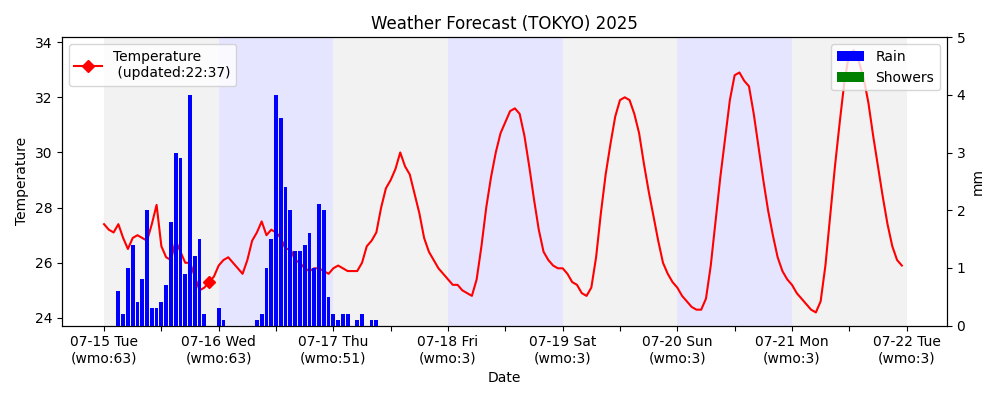 Weather Forecast (TOKYO) 2025
Temperature
(updated:22:37)
Rain
Showers
34
32
30
28
26
24
Temperature
5
4
3
2
1
0
mm
07-15 Tue
(wmo:63)
07-16 Wed
(wmo:63)
07-17 Thu
(wmo:51)
07-18 Fri
(wmo:3)
07-19 Sat
(wmo:3)
07-20 Sun
(wmo:3)
07-21 Mon
(wmo:3)
07-22 Tue
(wmo:3)
Date